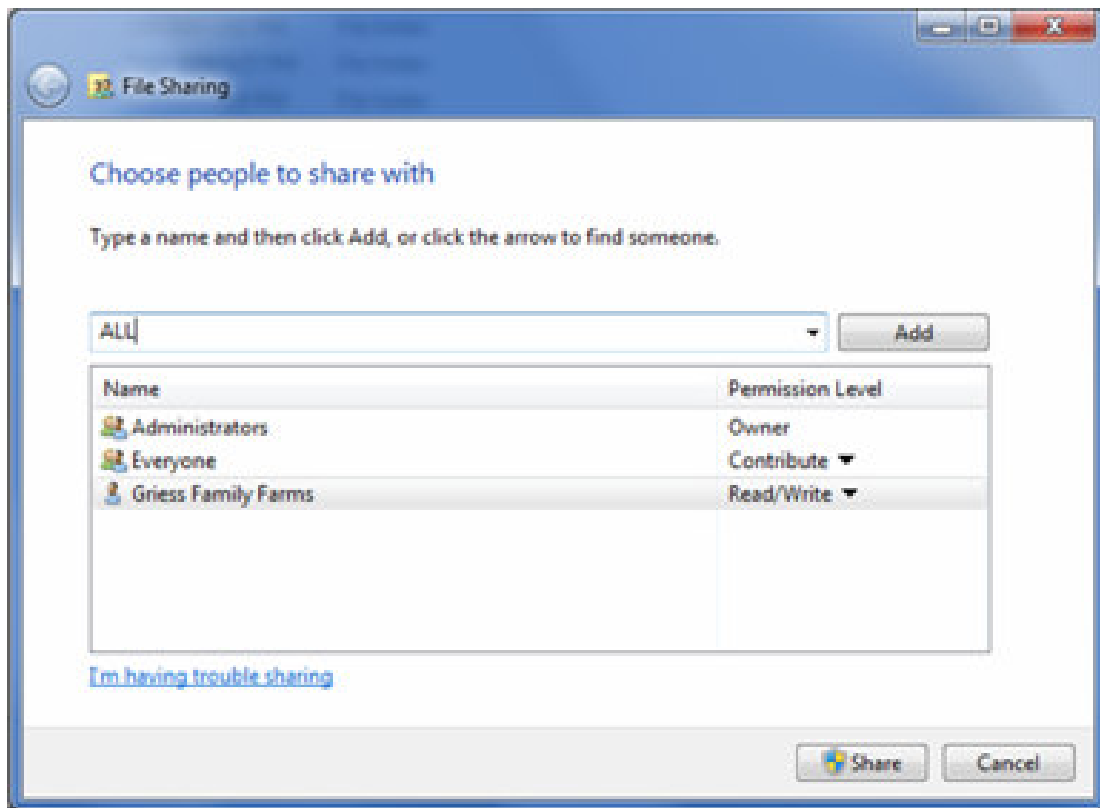 File Sharing
Choose people to share with
Type a name and then click Add, or click the arrow to find someone.
ALL
Add
Name Permission Level
Administrators Owner
Everyone Contribute
Griess Family Farms Read/Write
I'm having trouble sharing
Share Cancel